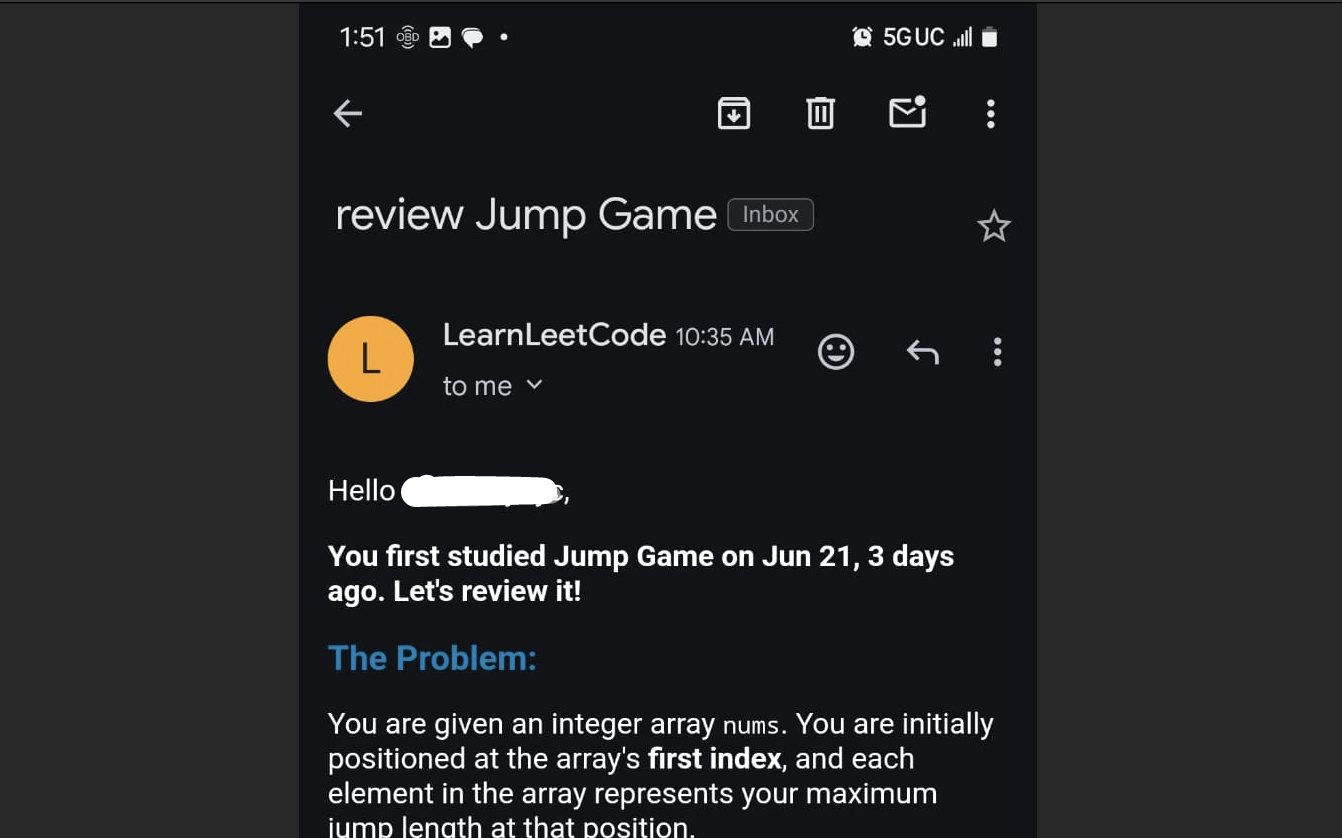 1:51 5G UC
review Jump Game Inbox
L
LearnLeetCode 10:35 AM
to me
Hello ,
You first studied Jump Game on Jun 21, 3 days
ago. Let's review it!
The Problem:
You are given an integer array nums. You are initially
positioned at the array's first index, and each
element in the array represents your maximum
jump length at that position.